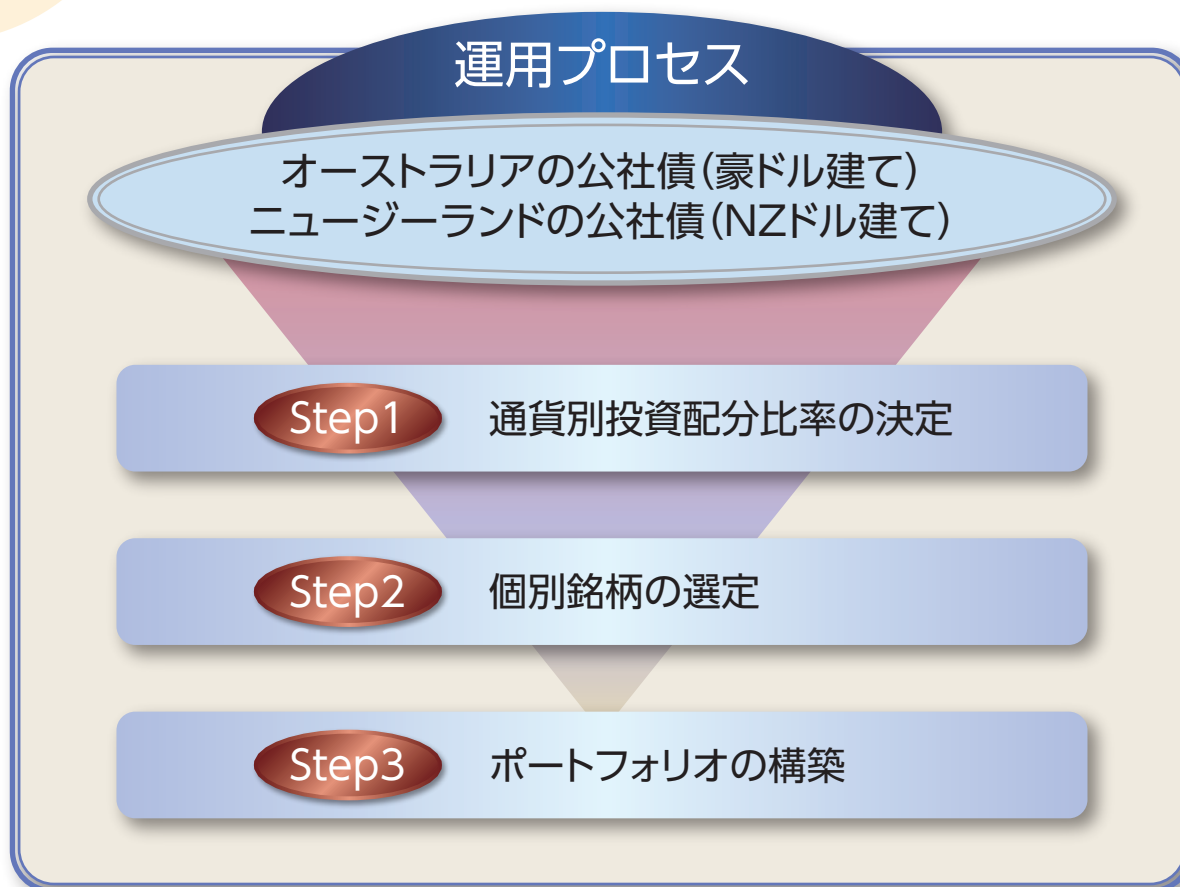 運用プロセス
オーストラリアの公社債(豪ドル建て)
ニュージーランドの公社債(NZドル建て)
Step1 通貨別投資配分比率の決定
Step2 個別銘柄の選定
Step3 ポートフォリオの構築